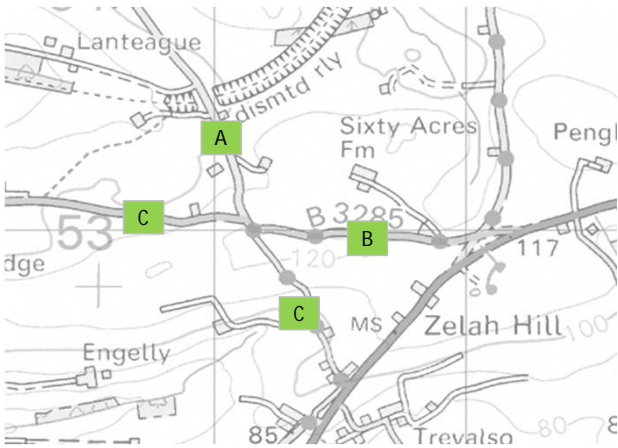 Lanteague
dismtd rly
A
Sixty Acres
Fm
Pengl
C
B 3285
53
B
dge
120
117
C
MS
Zelah Hill
100
Engelly
85
Trevalso
80
8